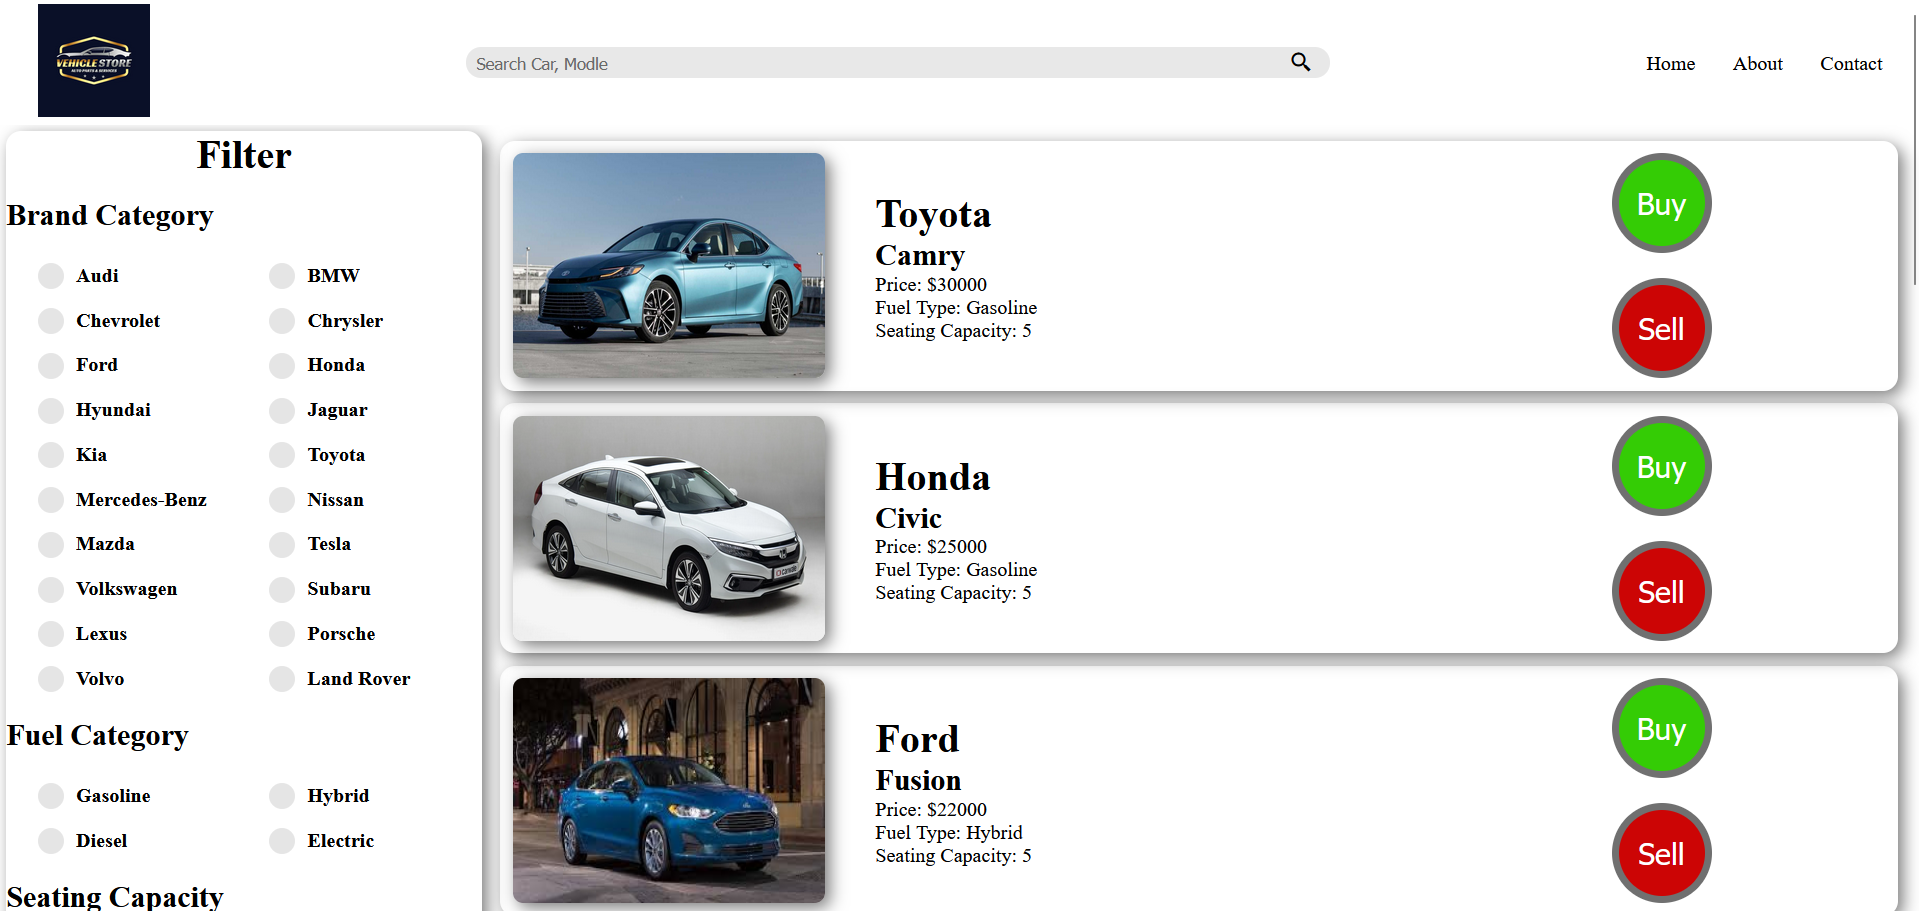 VEHICLE STORE
AUTO PARTS & SERVICES
Search Car, Modle
Home
About
Contact
Filter
Brand Category
Audi
BMW
Chevrolet
Chrysler
Ford
Honda
Hyundai
Jaguar
Kia
Toyota
Mercedes-Benz
Nissan
Mazda
Tesla
Volkswagen
Subaru
Lexus
Porsche
Volvo
Land Rover
Fuel Category
Gasoline
Hybrid
Diesel
Electric
Seating Capacity
Toyota
Camry
Price: $30000
Fuel Type: Gasoline
Seating Capacity: 5
Buy
Sell
Honda
Civic
Price: $25000
Fuel Type: Gasoline
Seating Capacity: 5
Buy
Sell
Ford
Fusion
Price: $22000
Fuel Type: Hybrid
Seating Capacity: 5
Buy
Sell